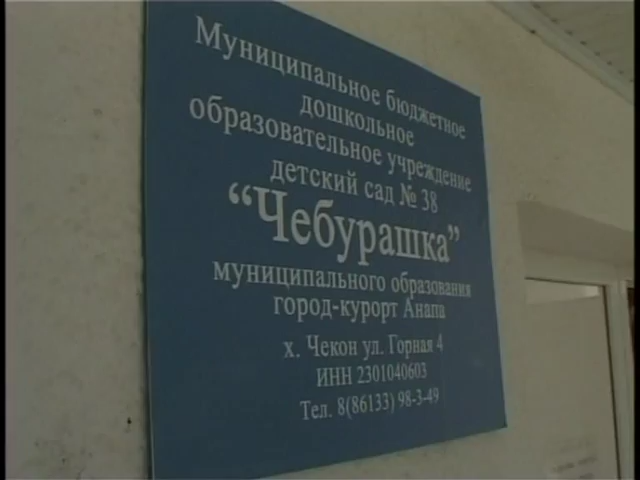 Муниципальное бюджетное
дошкольное
образовательное учреждение
детский сад № 38
“Чебурашка”
муниципального образования
город-курорт Анапа
х. Чекон ул. Горная 4
ИНН 2301040603
Тел. 8(86133) 98-3-49